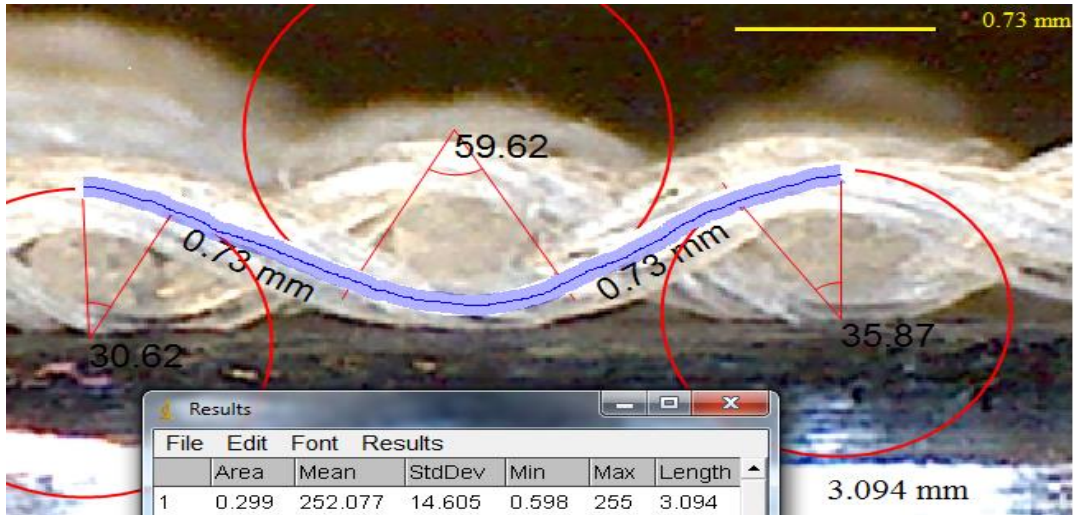 0.73 mm
59.62
0.73 mm
0.73 mm
30.62
35.87
Results
File Edit Font Results
Area Mean StdDev Min Max Length
1 0.299 252.077 14.605 0.598 255 3.094
3.094 mm